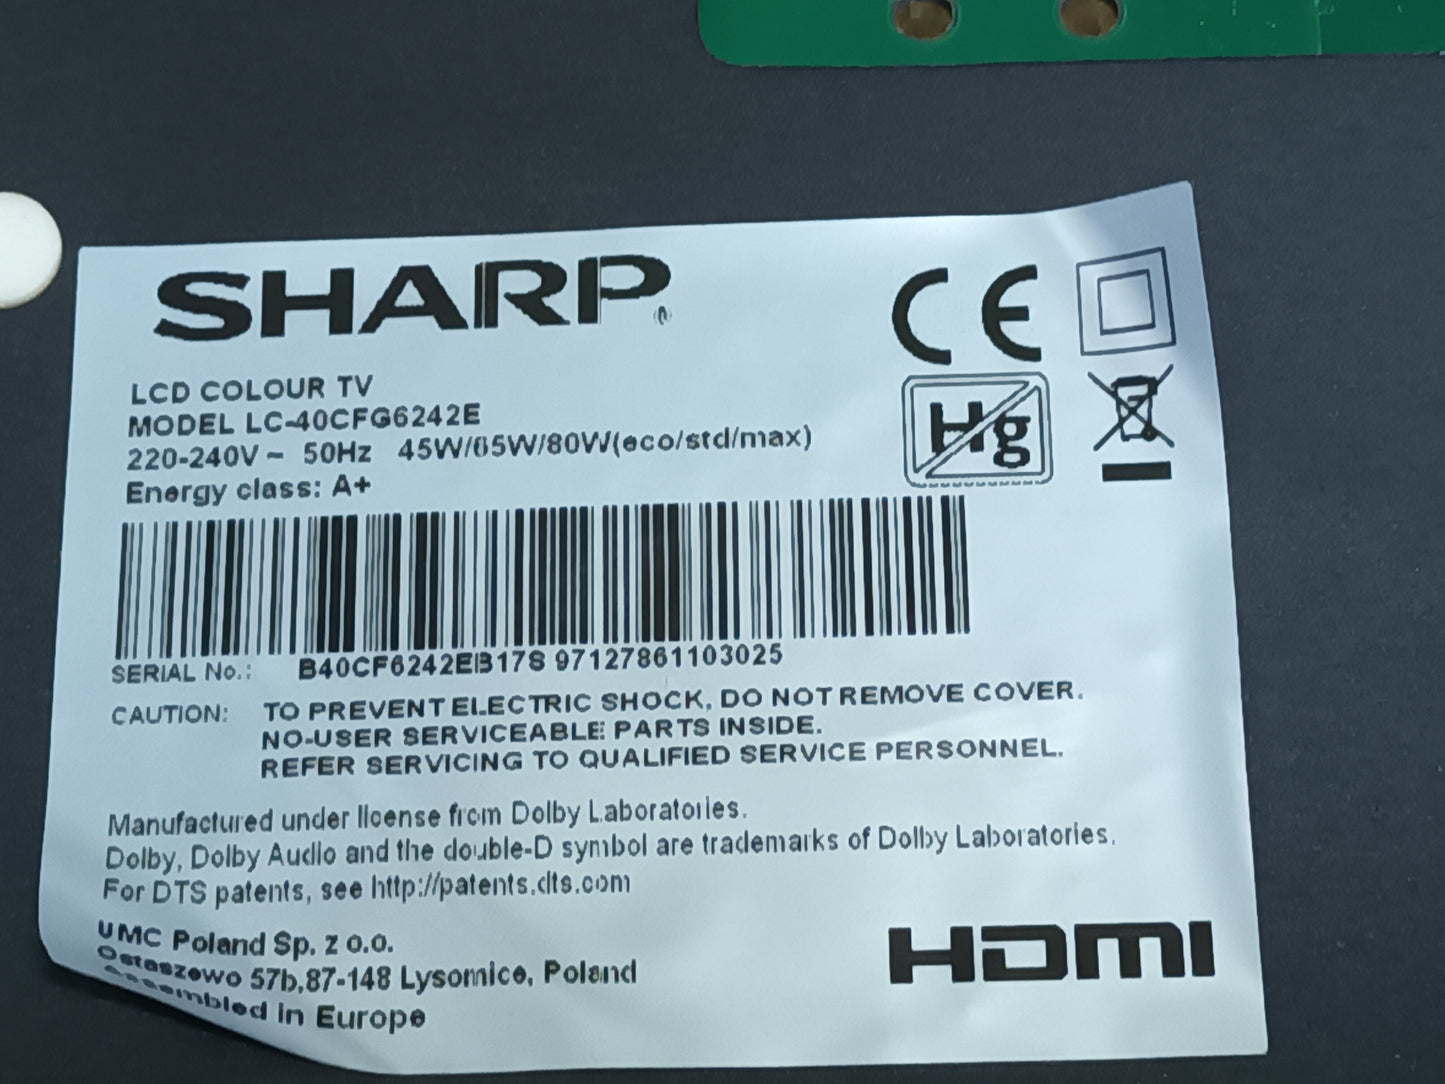 SHARP®
LCD COLOUR TV
MODEL LC-40CFG6242E
220-240V ~ 50Hz 45W/65W/80W(eco/std/max)
Energy class: A+
CE
Hg
SERIAL No.: B40CF6242EB17S 97127861103025
CAUTION: TO PREVENT ELECTRIC SHOCK, DO NOT REMOVE COVER.
NO-USER SERVICEABLE PARTS INSIDE.
REFER SERVICING TO QUALIFIED SERVICE PERSONNEL.
Manufactured under license from Dolby Laboratories.
Dolby, Dolby Audio and the double-D symbol are trademarks of Dolby Laboratories.
For DTS patents, see http://patents.dts.com
UMC Poland Sp. z o.o.
Ostaszewo 57b,87-148 Lysomice, Poland
Assembled in Europe
HDMI